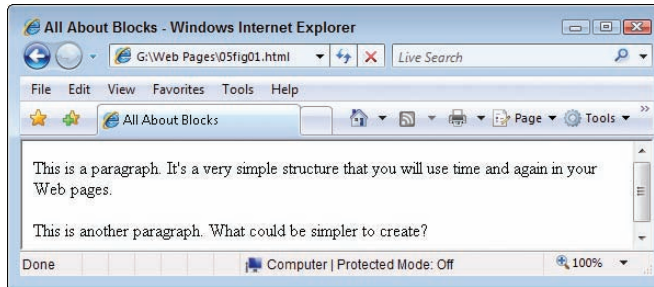 All About Blocks - Windows Internet Explorer
G:\Web Pages\05fig01.html
Live Search
File Edit View Favorites Tools Help
All About Blocks
Page
Tools
This is a paragraph. It's a very simple structure that you will use time and again in your
Web pages.
This is another paragraph. What could be simpler to create?
Done
Computer | Protected Mode: Off
100%